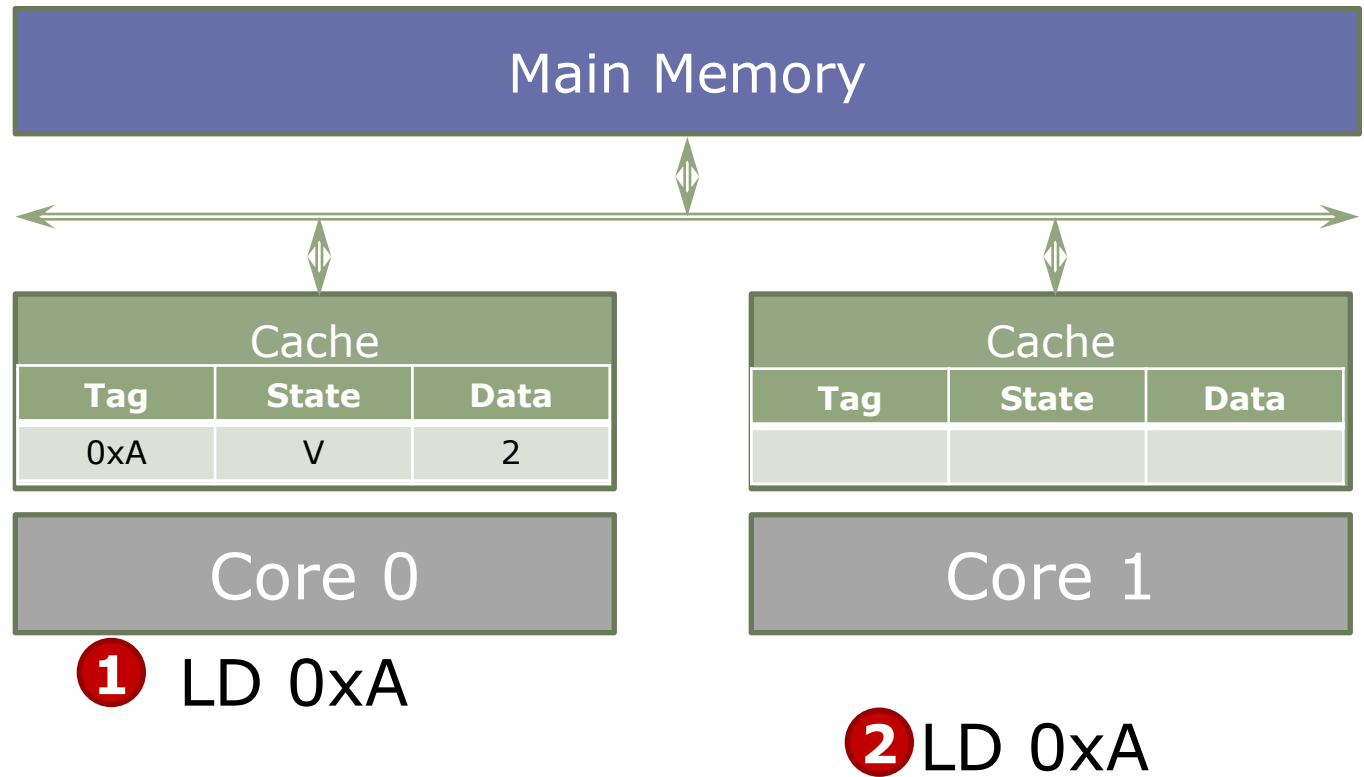 Main Memory
Cache
Tag State Data
0xA V 2
Core 0
1 LD 0xA
Cache
Tag State Data
Core 1
2 LD 0xA